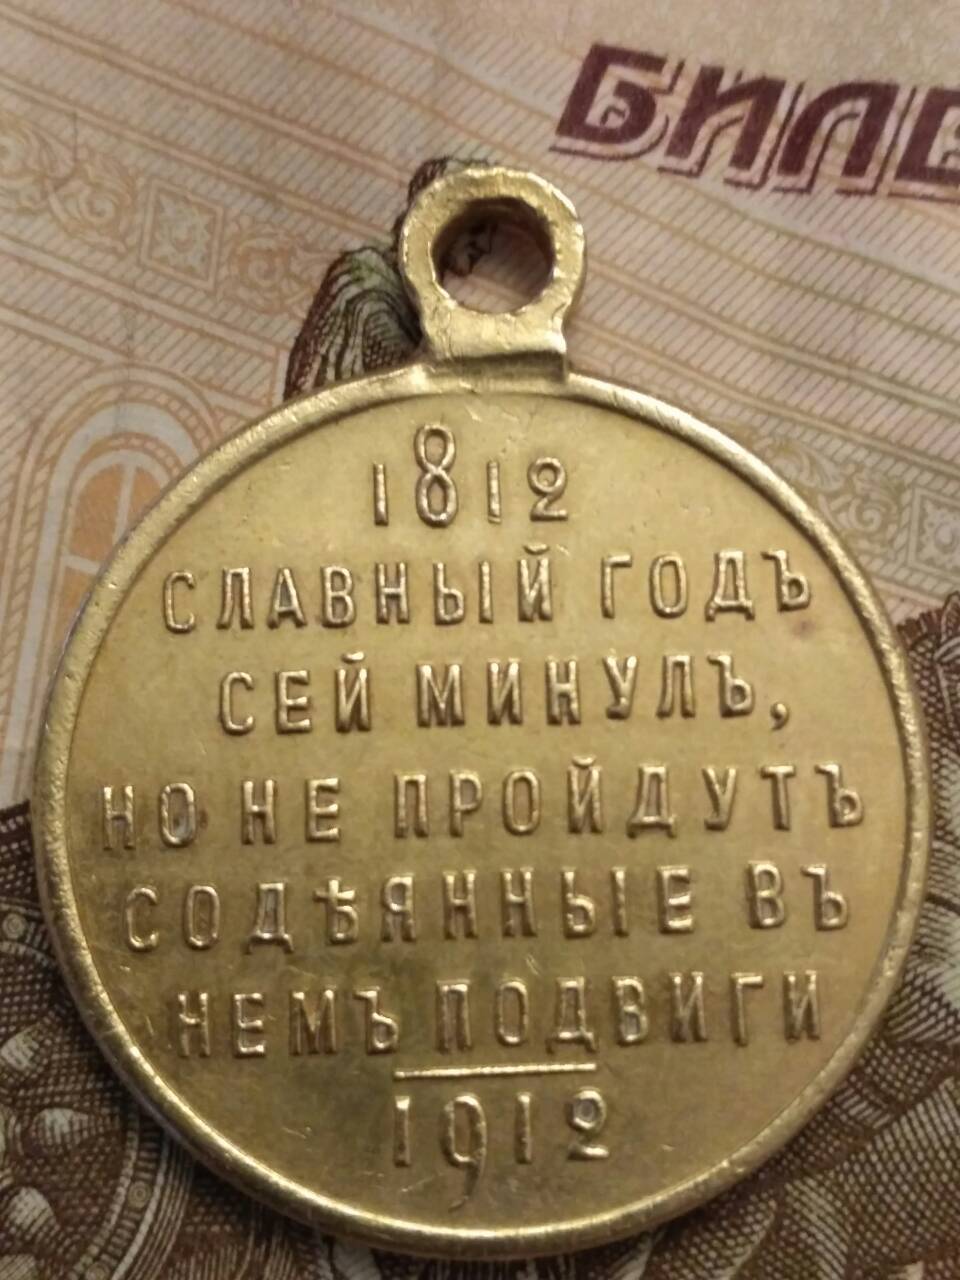 БИЛЕ
1812
СЛАВНЫЙ ГОДЪ
СЕЙ МИНУЛЪ,
НО НЕ ПРОЙДУТЪ
СОДѢЯННЫЕ ВЪ
НЕМЪ ПОДВИГИ
1912